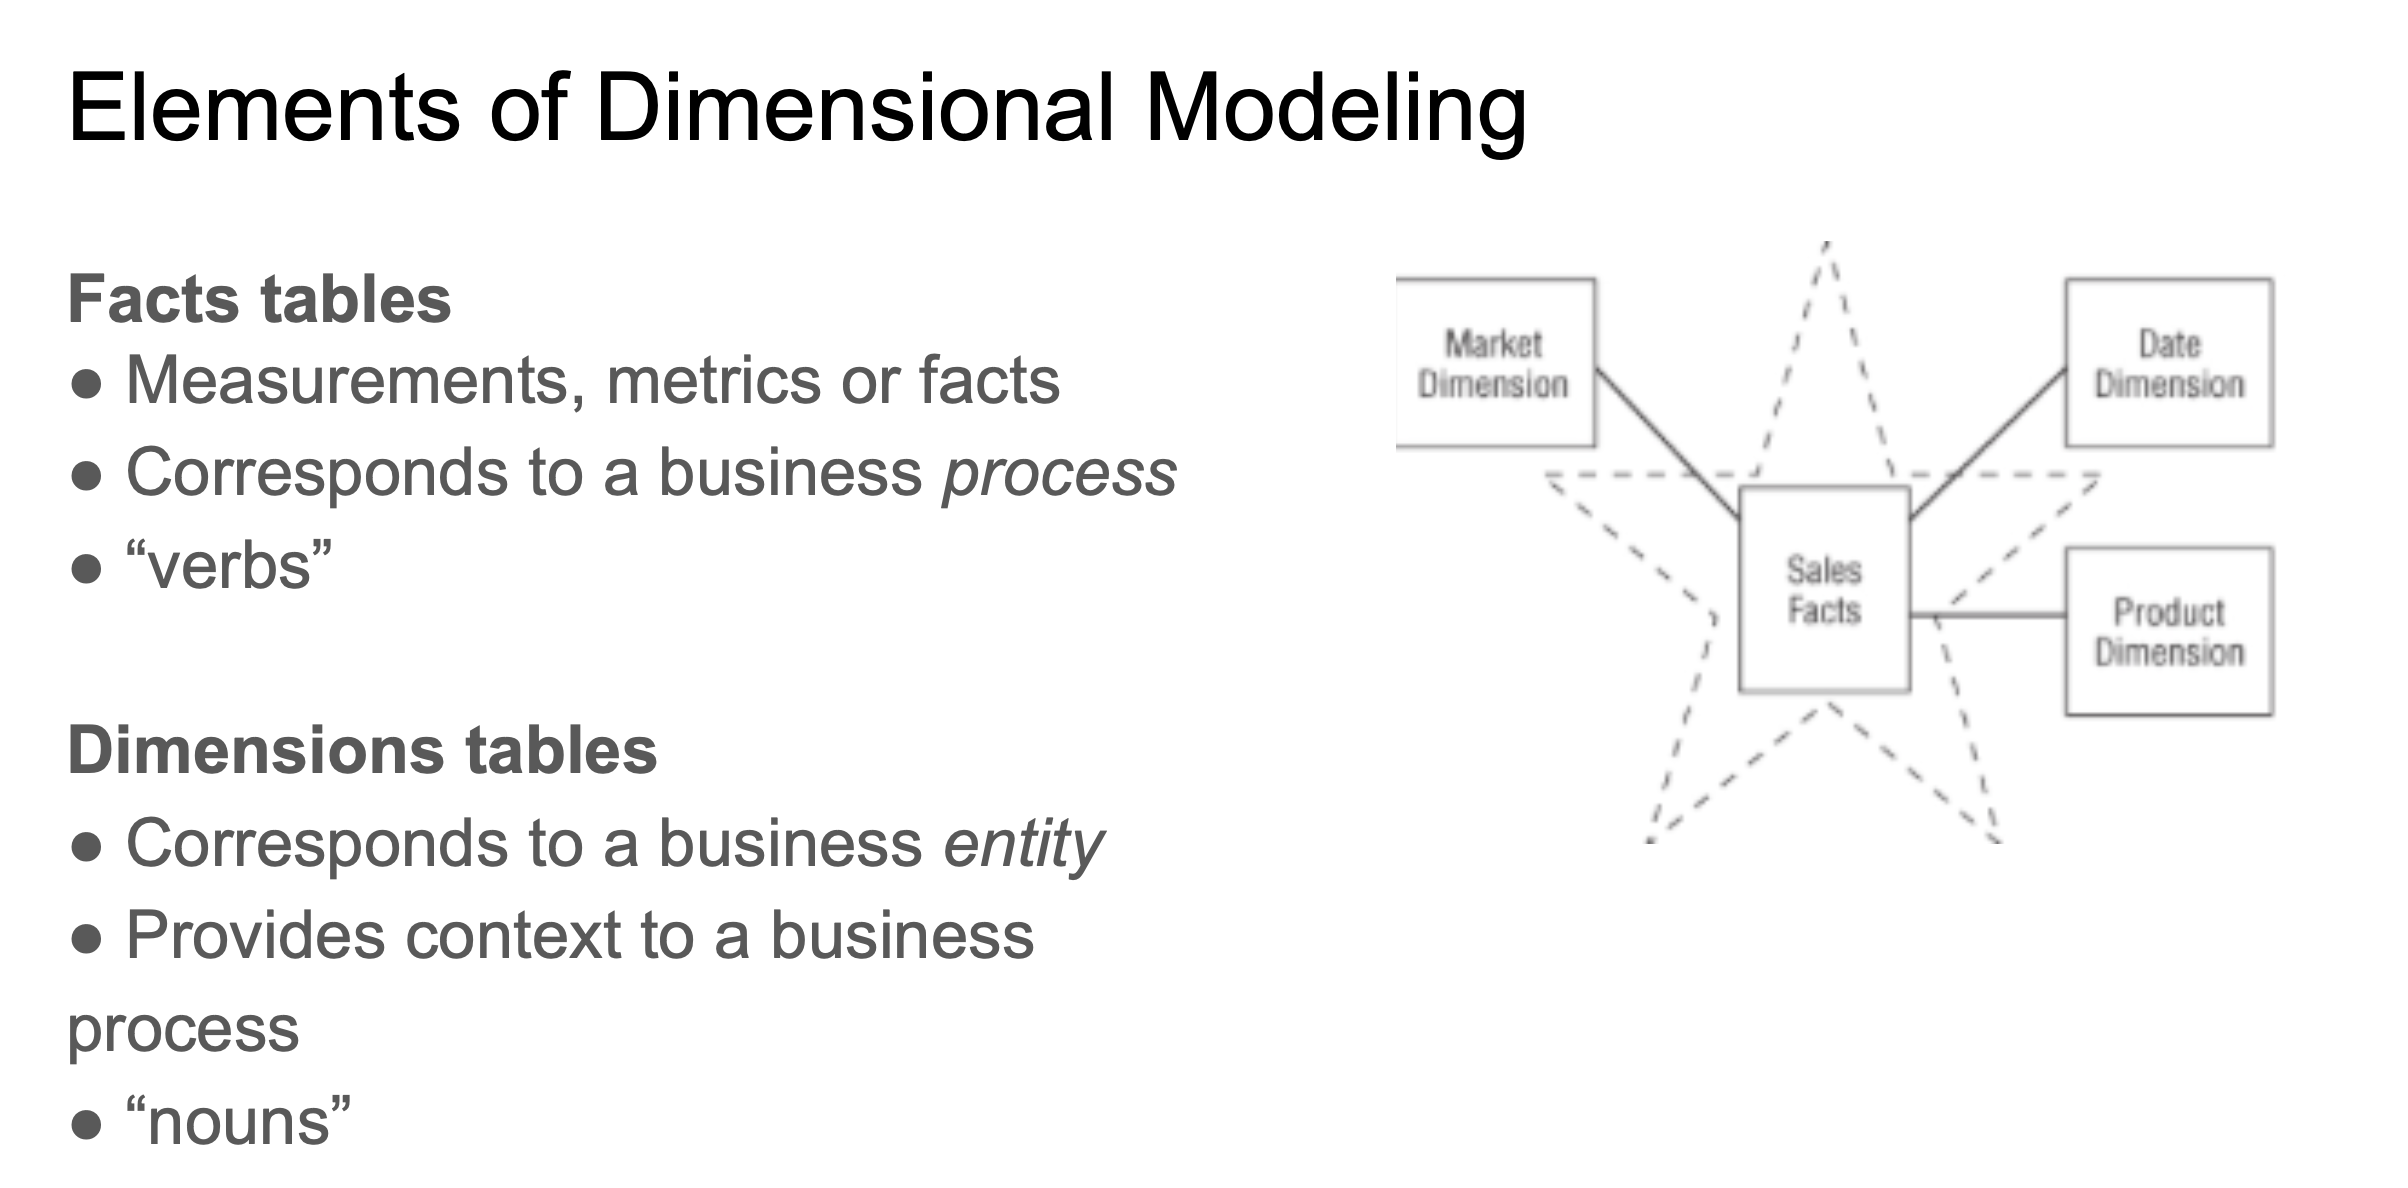 Elements of Dimensional Modeling
Facts tables
● Measurements, metrics or facts
● Corresponds to a business process
● “verbs”
Dimensions tables
● Corresponds to a business entity
● Provides context to a business
process
● “nouns”
Market
Dimension
Date
Dimension
Sales
Facts
Product
Dimension